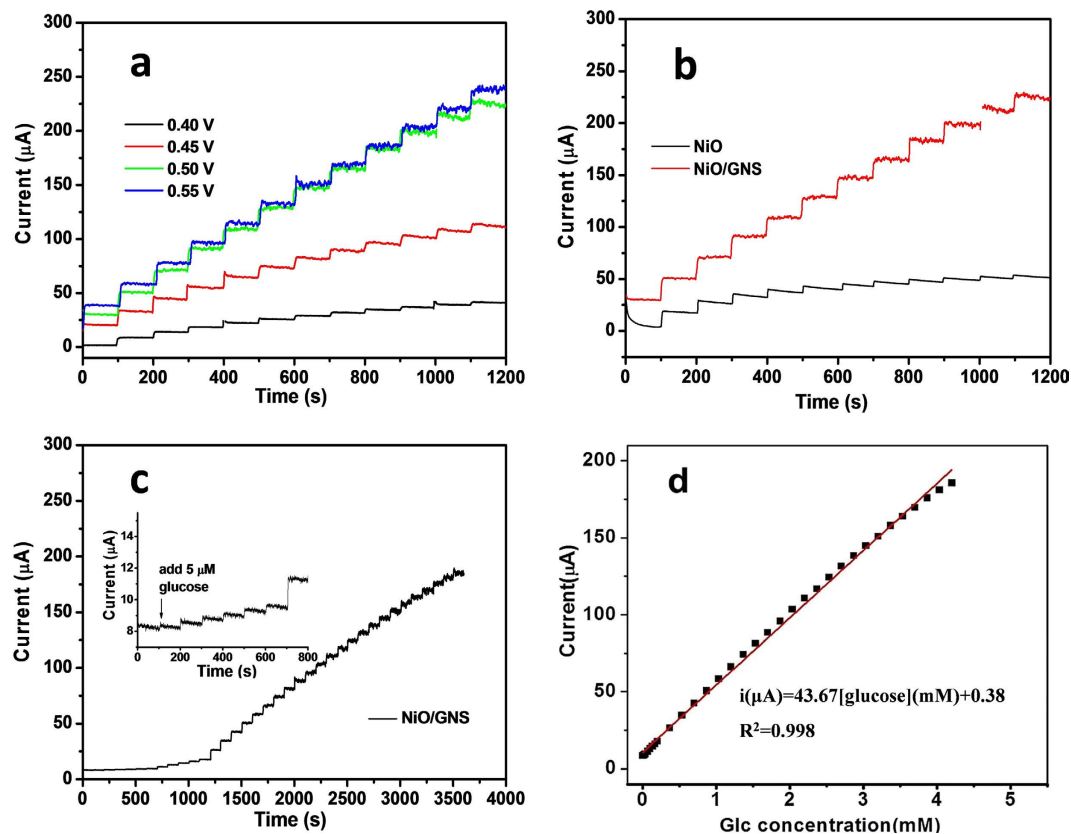 a
300
250
200
150
100
50
0
Current (µA)
0.40 V
0.45 V
0.50 V
0.55 V
0 200 400 600 800 1000 1200
Time (s)
b
300
250
200
150
100
50
0
Current (µA)
NiO
NiO/GNS
0 200 400 600 800 1000 1200
Time (s)
c
300
250
200
150
100
50
0
Current (µA)
14
12
10
8
Current (µA)
add 5 µM
glucose
0 200 400 600 800
Time (s)
NiO/GNS
0 500 1000 1500 2000 2500 3000 3500 4000
Time (s)
d
200
150
100
50
0
Current(µA)
i(µA)=43.67[glucose](mM)+0.38
R²=0.998
0 1 2 3 4 5
Glc concentration(mM)